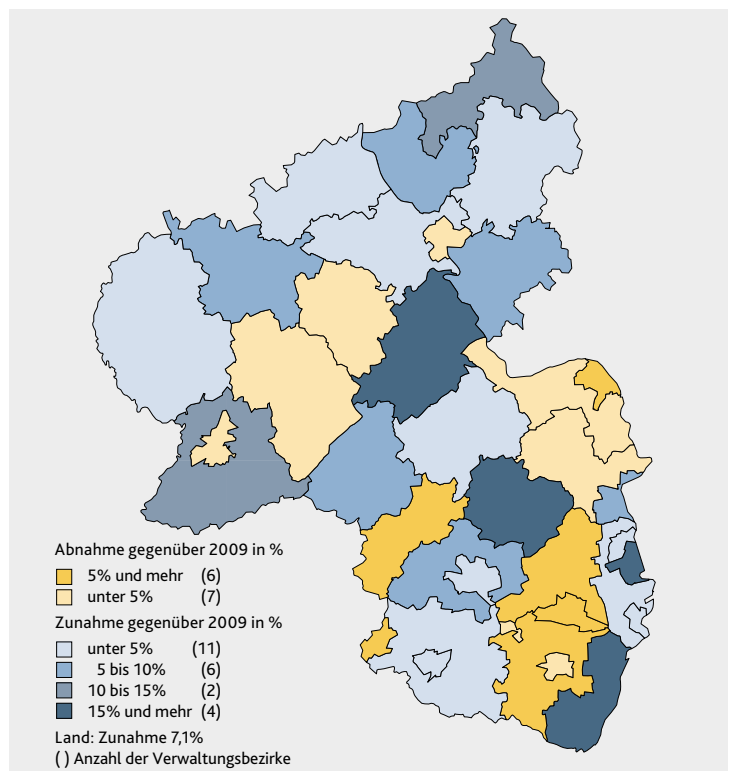 Abnahme gegenüber 2009 in %
5% und mehr (6)
unter 5% (7)
Zunahme gegenüber 2009 in %
unter 5% (11)
5 bis 10% (6)
10 bis 15% (2)
15% und mehr (4)
Land: Zunahme 7,1%
( ) Anzahl der Verwaltungsbezirke